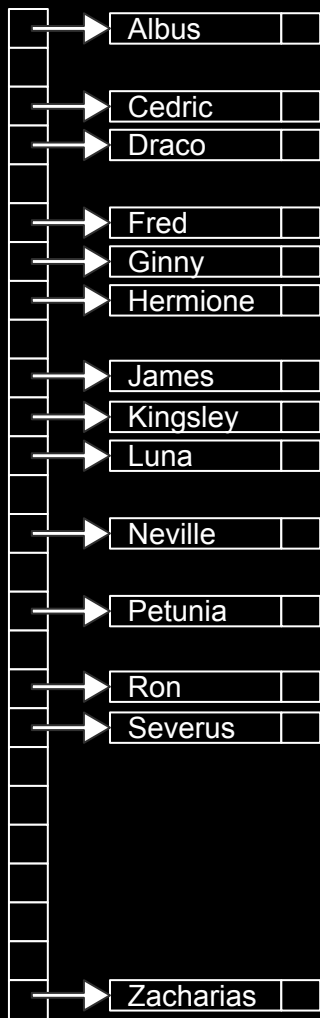 Albus
Cedric
Draco
Fred
Ginny
Hermione
James
Kingsley
Luna
Neville
Petunia
Ron
Severus
Zacharias